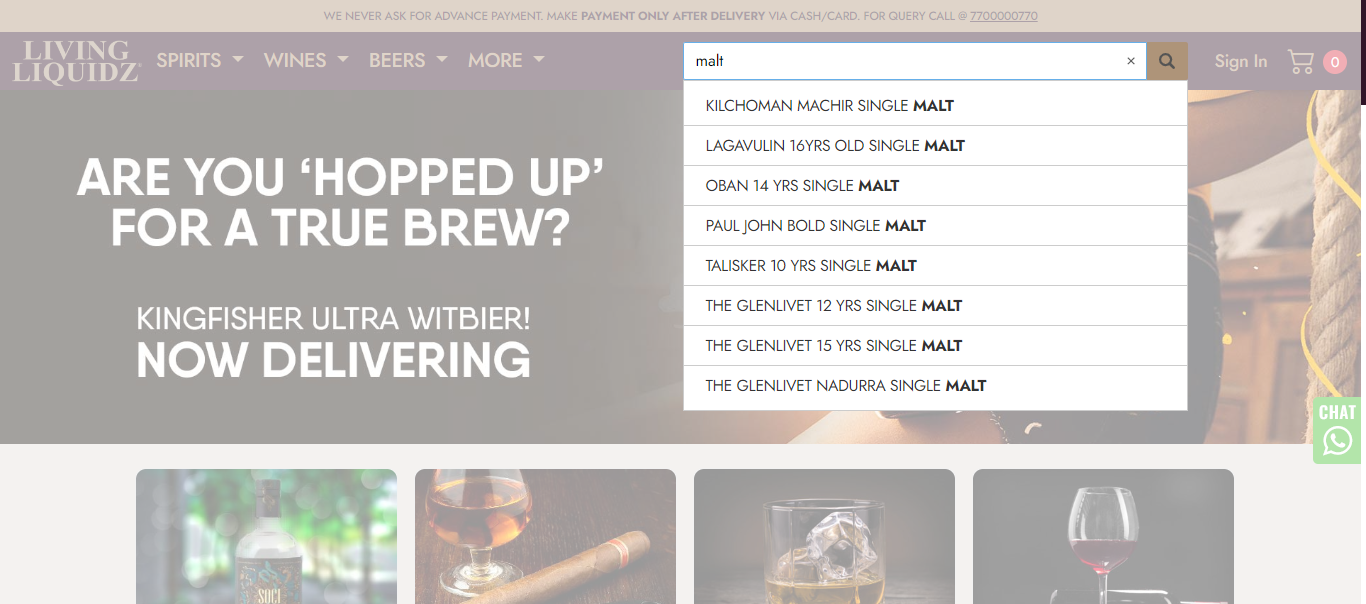 WE NEVER ASK FOR ADVANCE PAYMENT. MAKE PAYMENT ONLY AFTER DELIVERY VIA CASH/CARD. FOR QUERY CALL @ 7700000770
LIVING
LIQUIDZ
SPIRITS WINES BEERS MORE
malt ×
Sign In
0
KILCHOMAN MACHIR SINGLE MALT
LAGAVULIN 16YRS OLD SINGLE MALT
OBAN 14 YRS SINGLE MALT
PAUL JOHN BOLD SINGLE MALT
TALISKER 10 YRS SINGLE MALT
THE GLENLIVET 12 YRS SINGLE MALT
THE GLENLIVET 15 YRS SINGLE MALT
THE GLENLIVET NADURRA SINGLE MALT
ARE YOU ‘HOPPED UP’
FOR A TRUE BREW?
KINGFISHER ULTRA WITBIER!
NOW DELIVERING
CHAT